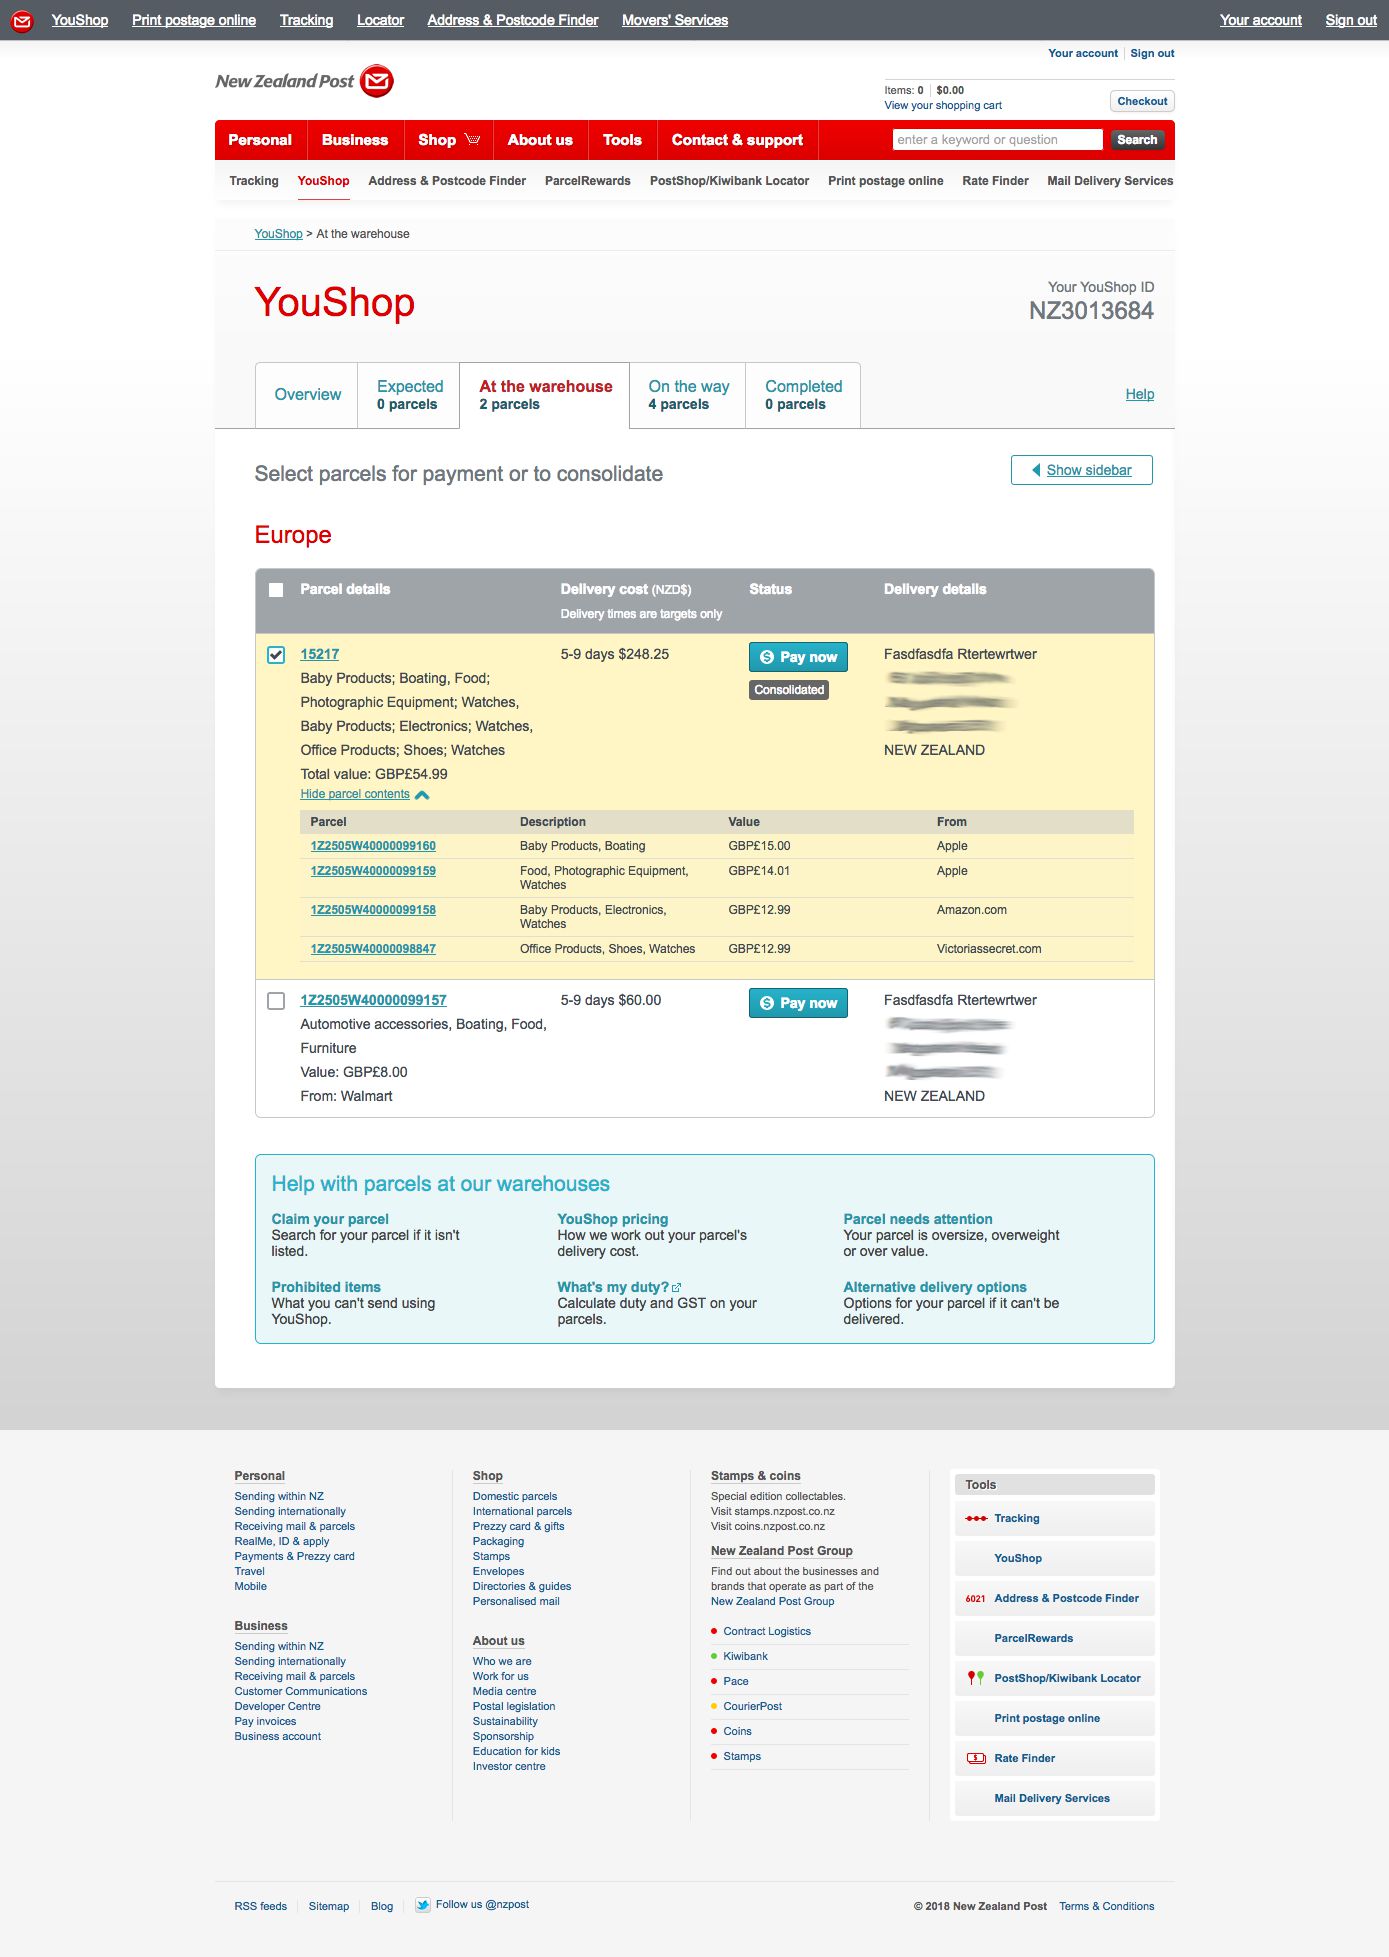 YouShop Print postage online Tracking Locator Address & Postcode Finder Movers' Services Your account Sign out
Your account Sign out
New Zealand Post
Items: 0 $0.00
View your shopping cart
Checkout
Personal Business Shop About us Tools Contact & support enter a keyword or question Search
Tracking YouShop Address & Postcode Finder ParcelRewards PostShop/Kiwibank Locator Print postage online Rate Finder Mail Delivery Services
YouShop > At the warehouse
YouShop
Your YouShop ID
NZ3013684
Overview
Expected
0 parcels
At the warehouse
2 parcels
On the way
4 parcels
Completed
0 parcels
Help
Select parcels for payment or to consolidate
Show sidebar
Europe
Parcel details Delivery cost (NZD$) Status Delivery details
Delivery times are targets only
15217 5-9 days $248.25 Pay now Fasdfasdfa Rtertewrtwer
Baby Products; Boating, Food;
Photographic Equipment; Watches,
Baby Products; Electronics; Watches,
Office Products; Shoes; Watches
Total value: GBP£54.99
Consolidated
NEW ZEALAND
Hide parcel contents
Parcel Description Value From
1Z2505W40000099160 Baby Products, Boating GBP£15.00 Apple
1Z2505W40000099159 Food, Photographic Equipment, GBP£14.01 Apple
Watches
1Z2505W40000099158 Baby Products, Electronics, GBP£12.99 Amazon.com
Watches
1Z2505W40000098847 Office Products, Shoes, Watches GBP£12.99 Victoriassecret.com
1Z2505W40000099157 5-9 days $60.00 Pay now Fasdfasdfa Rtertewrtwer
Automotive accessories, Boating, Food,
Furniture
Value: GBP£8.00
From: Walmart NEW ZEALAND
Help with parcels at our warehouses
Claim your parcel
Search for your parcel if it isn't
listed.
YouShop pricing
How we work out your parcel's
delivery cost.
Parcel needs attention
Your parcel is oversize, overweight
or over value.
Prohibited items
What you can't send using
YouShop.
What's my duty?
Calculate duty and GST on your
parcels.
Alternative delivery options
Options for your parcel if it can't be
delivered.
Personal
Sending within NZ
Sending internationally
Receiving mail & parcels
RealMe, ID & apply
Payments & Prezzy card
Travel
Mobile
Business
Sending within NZ
Sending internationally
Receiving mail & parcels
Customer Communications
Developer Centre
Pay invoices
Business account
Shop
Domestic parcels
International parcels
Prezzy card & gifts
Packaging
Stamps
Envelopes
Directories & guides
Personalised mail
About us
Who we are
Work for us
Media centre
Postal legislation
Sustainability
Sponsorship
Education for kids
Investor centre
Stamps & coins
Special edition collectables.
Visit stamps.nzpost.co.nz
Visit coins.nzpost.co.nz
New Zealand Post Group
Find out about the businesses and
brands that operate as part of the
New Zealand Post Group
Contract Logistics
Kiwibank
Pace
CourierPost
Coins
Stamps
Tools
Tracking
YouShop
6021 Address & Postcode Finder
ParcelRewards
PostShop/Kiwibank Locator
Print postage online
Rate Finder
Mail Delivery Services
RSS feeds Sitemap Blog Follow us @nzpost © 2018 New Zealand Post Terms & Conditions